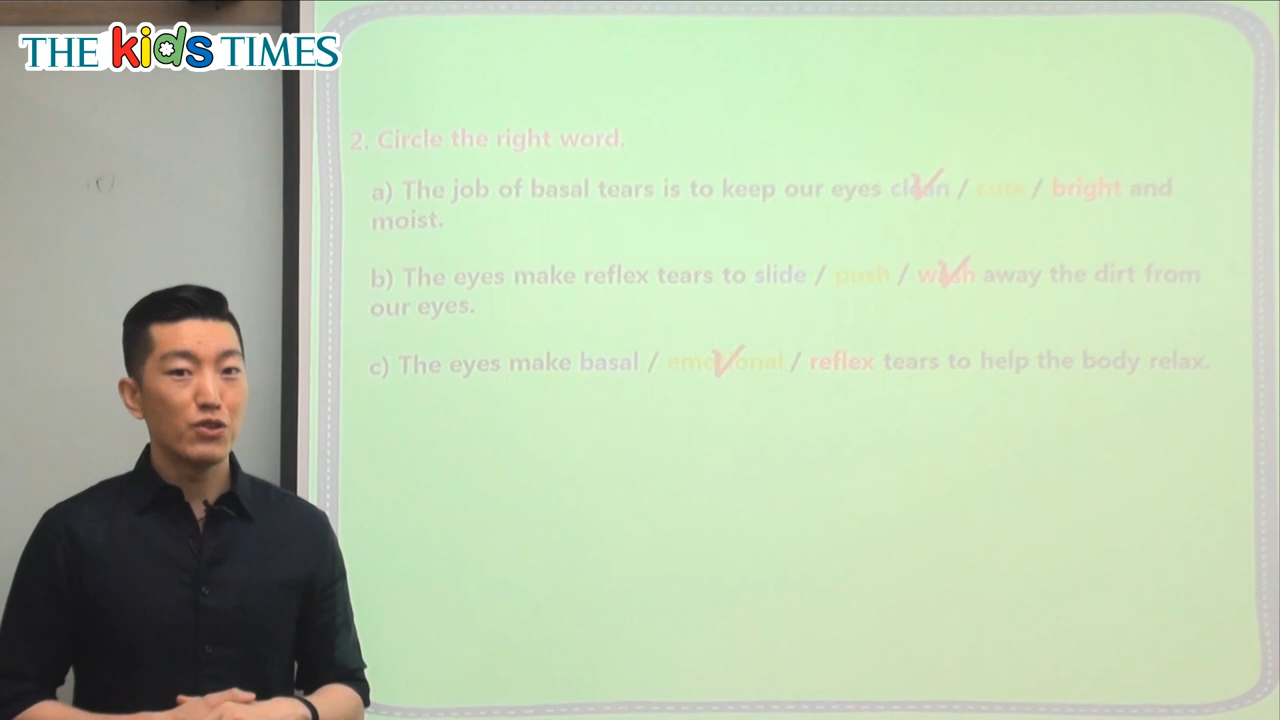 THE kids TIMES
2. Circle the right word.
a) The job of basal tears is to keep our eyes clean / cute / bright and
moist.
b) The eyes make reflex tears to slide / push / wash away the dirt from
our eyes.
c) The eyes make basal / emotional / reflex tears to help the body relax.